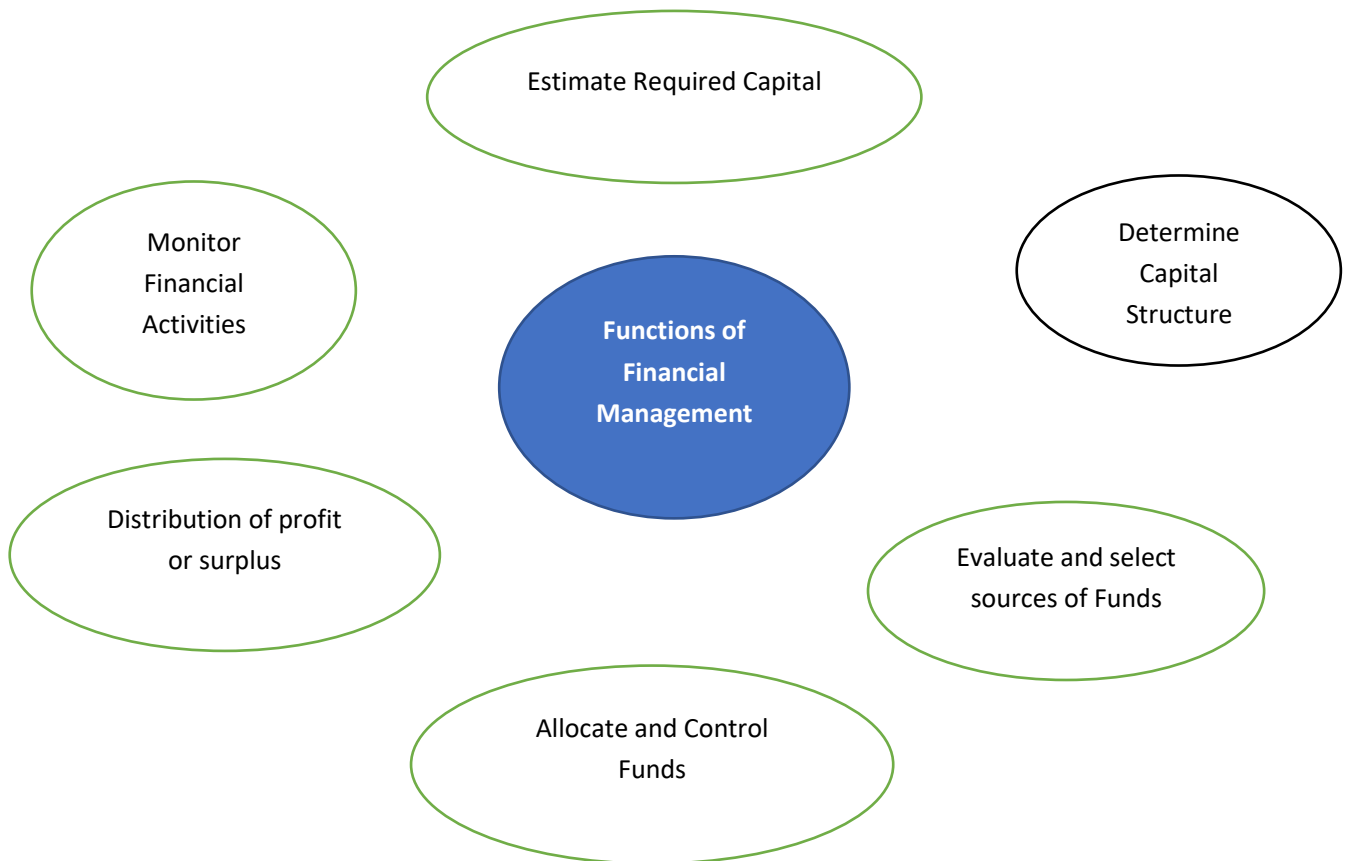 Estimate Required Capital
Monitor
Financial
Activities
Determine
Capital
Structure
Functions of
Financial
Management
Distribution of profit
or surplus
Evaluate and select
sources of Funds
Allocate and Control
Funds